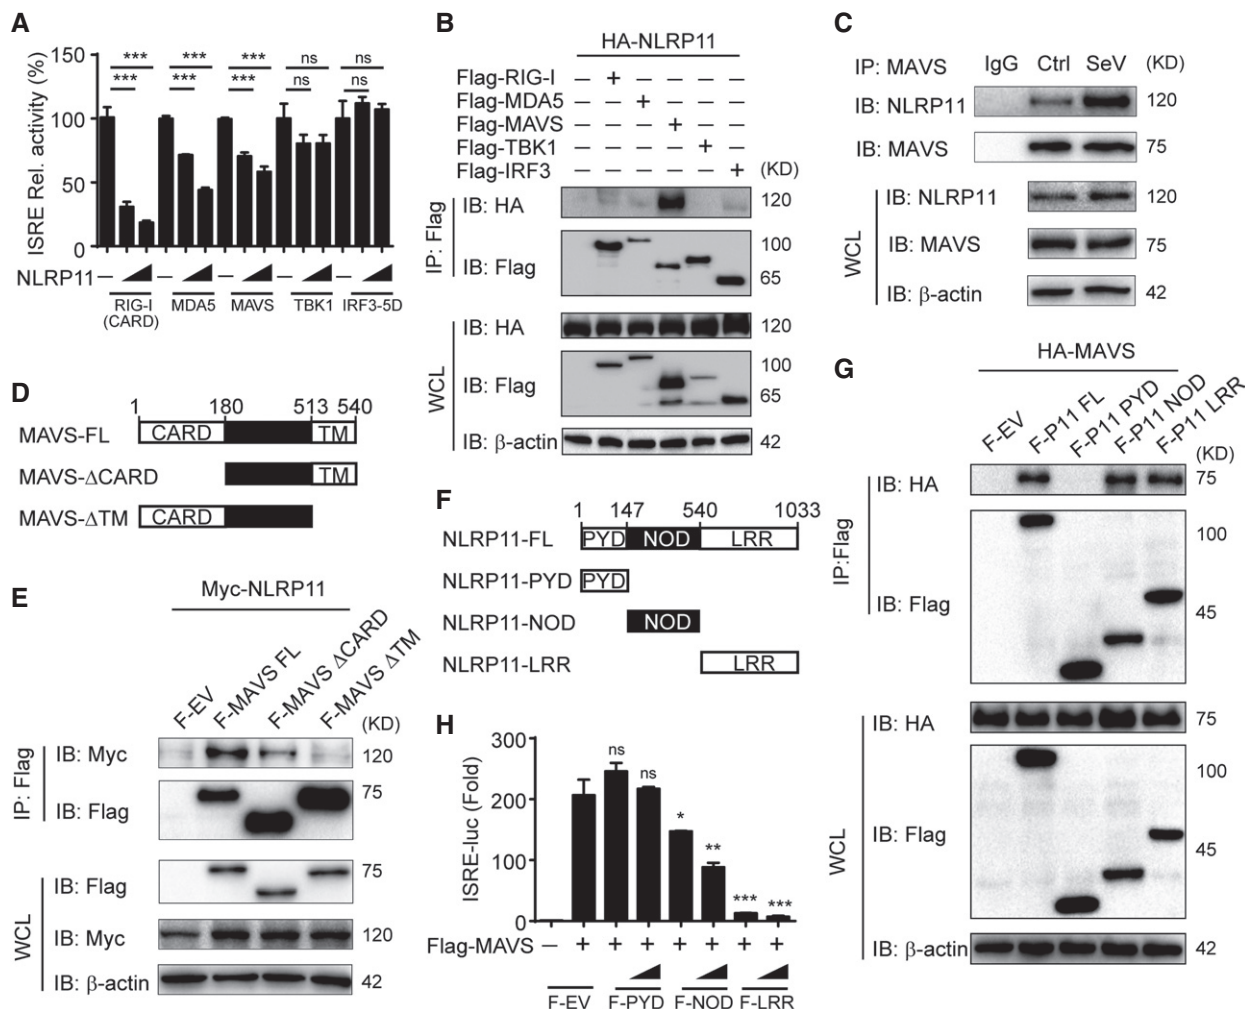 A
ISRE Rel. activity (%)
150
100
50
0
*** *** *** ns ns
*** *** *** ns ns
NLRP11 — — — — —
RIG-I (CARD) MDA5 MAVS TBK1 IRF3-5D
B
HA-NLRP11
Flag-RIG-I — + — — — —
Flag-MDA5 — — + — — —
Flag-MAVS — — — + — —
Flag-TBK1 — — — — + —
Flag-IRF3 — — — — — + (KD)
IP: Flag
IB: HA 120
IB: Flag 100
65
WCL
IB: HA 120
IB: Flag 100
65
IB: β-actin 42
C
IP: MAVS IgG Ctrl SeV (KD)
IB: NLRP11 120
IB: MAVS 75
WCL
IB: NLRP11 120
IB: MAVS 75
IB: β-actin 42
D
1 180 513 540
MAVS-FL CARD TM
MAVS-ΔCARD TM
MAVS-ΔTM CARD
E
Myc-NLRP11
F-EV F-MAVS FL F-MAVS ΔCARD F-MAVS ΔTM
(KD)
IP: Flag
IB: Myc 120
IB: Flag 75
WCL
IB: Flag 75
IB: Myc 120
IB: β-actin 42
F
1 147 540 1033
NLRP11-FL PYD NOD LRR
NLRP11-PYD PYD
NLRP11-NOD NOD
NLRP11-LRR LRR
G
HA-MAVS
F-EV F-P11 FL F-P11 PYD F-P11 NOD F-P11 LRR
(KD)
IP:Flag
IB: HA 75
100
IB: Flag 45
WCL
IB: HA 75
100
IB: Flag 45
IB: β-actin 42
H
ISRE-luc (Fold)
300
200
100
0
ns ns * ** *** ***
Flag-MAVS — + + + + + + +
F-EV F-PYD F-NOD F-LRR